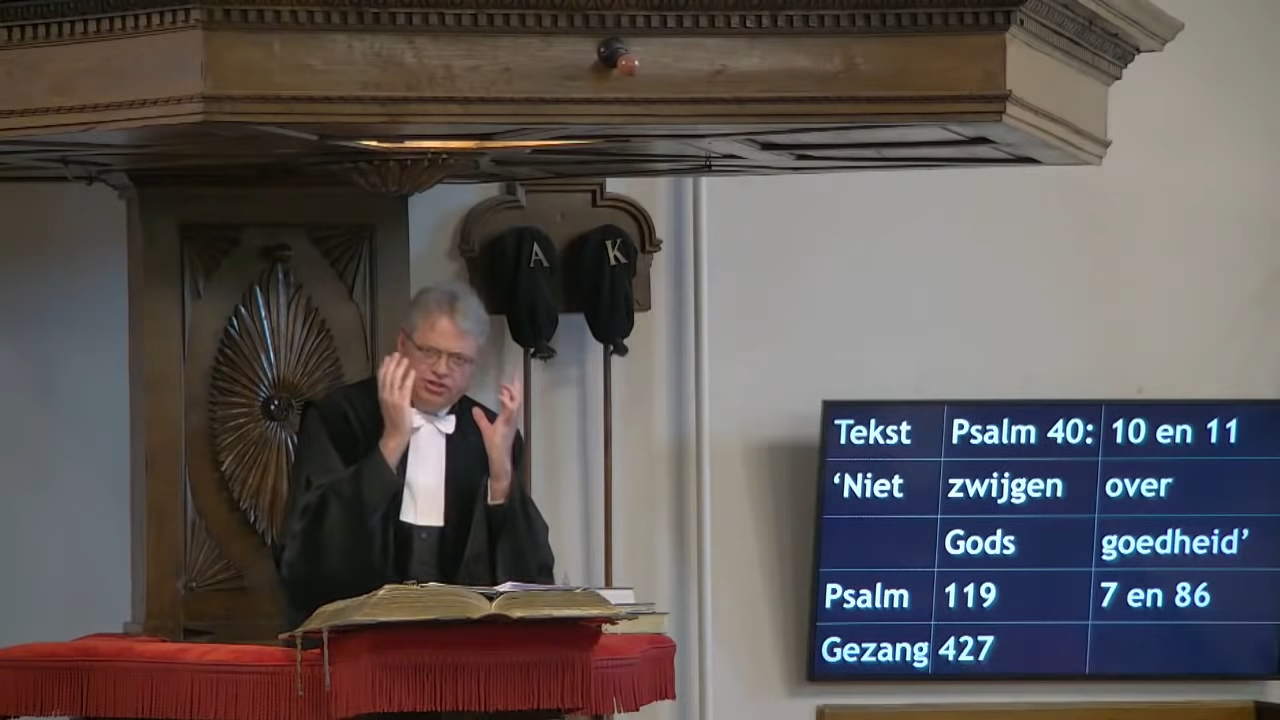 A K
Tekst Psalm 40: 10 en 11
‘Niet zwijgen over
Gods goedheid’
Psalm 119 7 en 86
Gezang 427